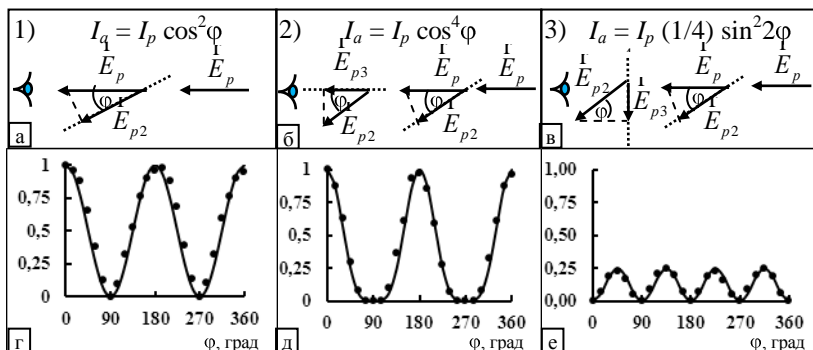 1) I_a = I_p cos²φ
E_p
E_p
φ
E_p2
а
2) I_a = I_p cos⁴φ
E_p3
E_p
E_p
φ
φ
E_p2
E_p2
б
3) I_a = I_p (1/4) sin²2φ
E_p2
E_p
E_p
φ
E_p3
φ
E_p2
в
1
0,75
0,5
0,25
0
0 90 180 270 360
φ, град
г
1
0,75
0,5
0,25
0
0 90 180 270 360
φ, град
д
1,00
0,75
0,50
0,25
0,00
0 90 180 270 360
φ, град
е